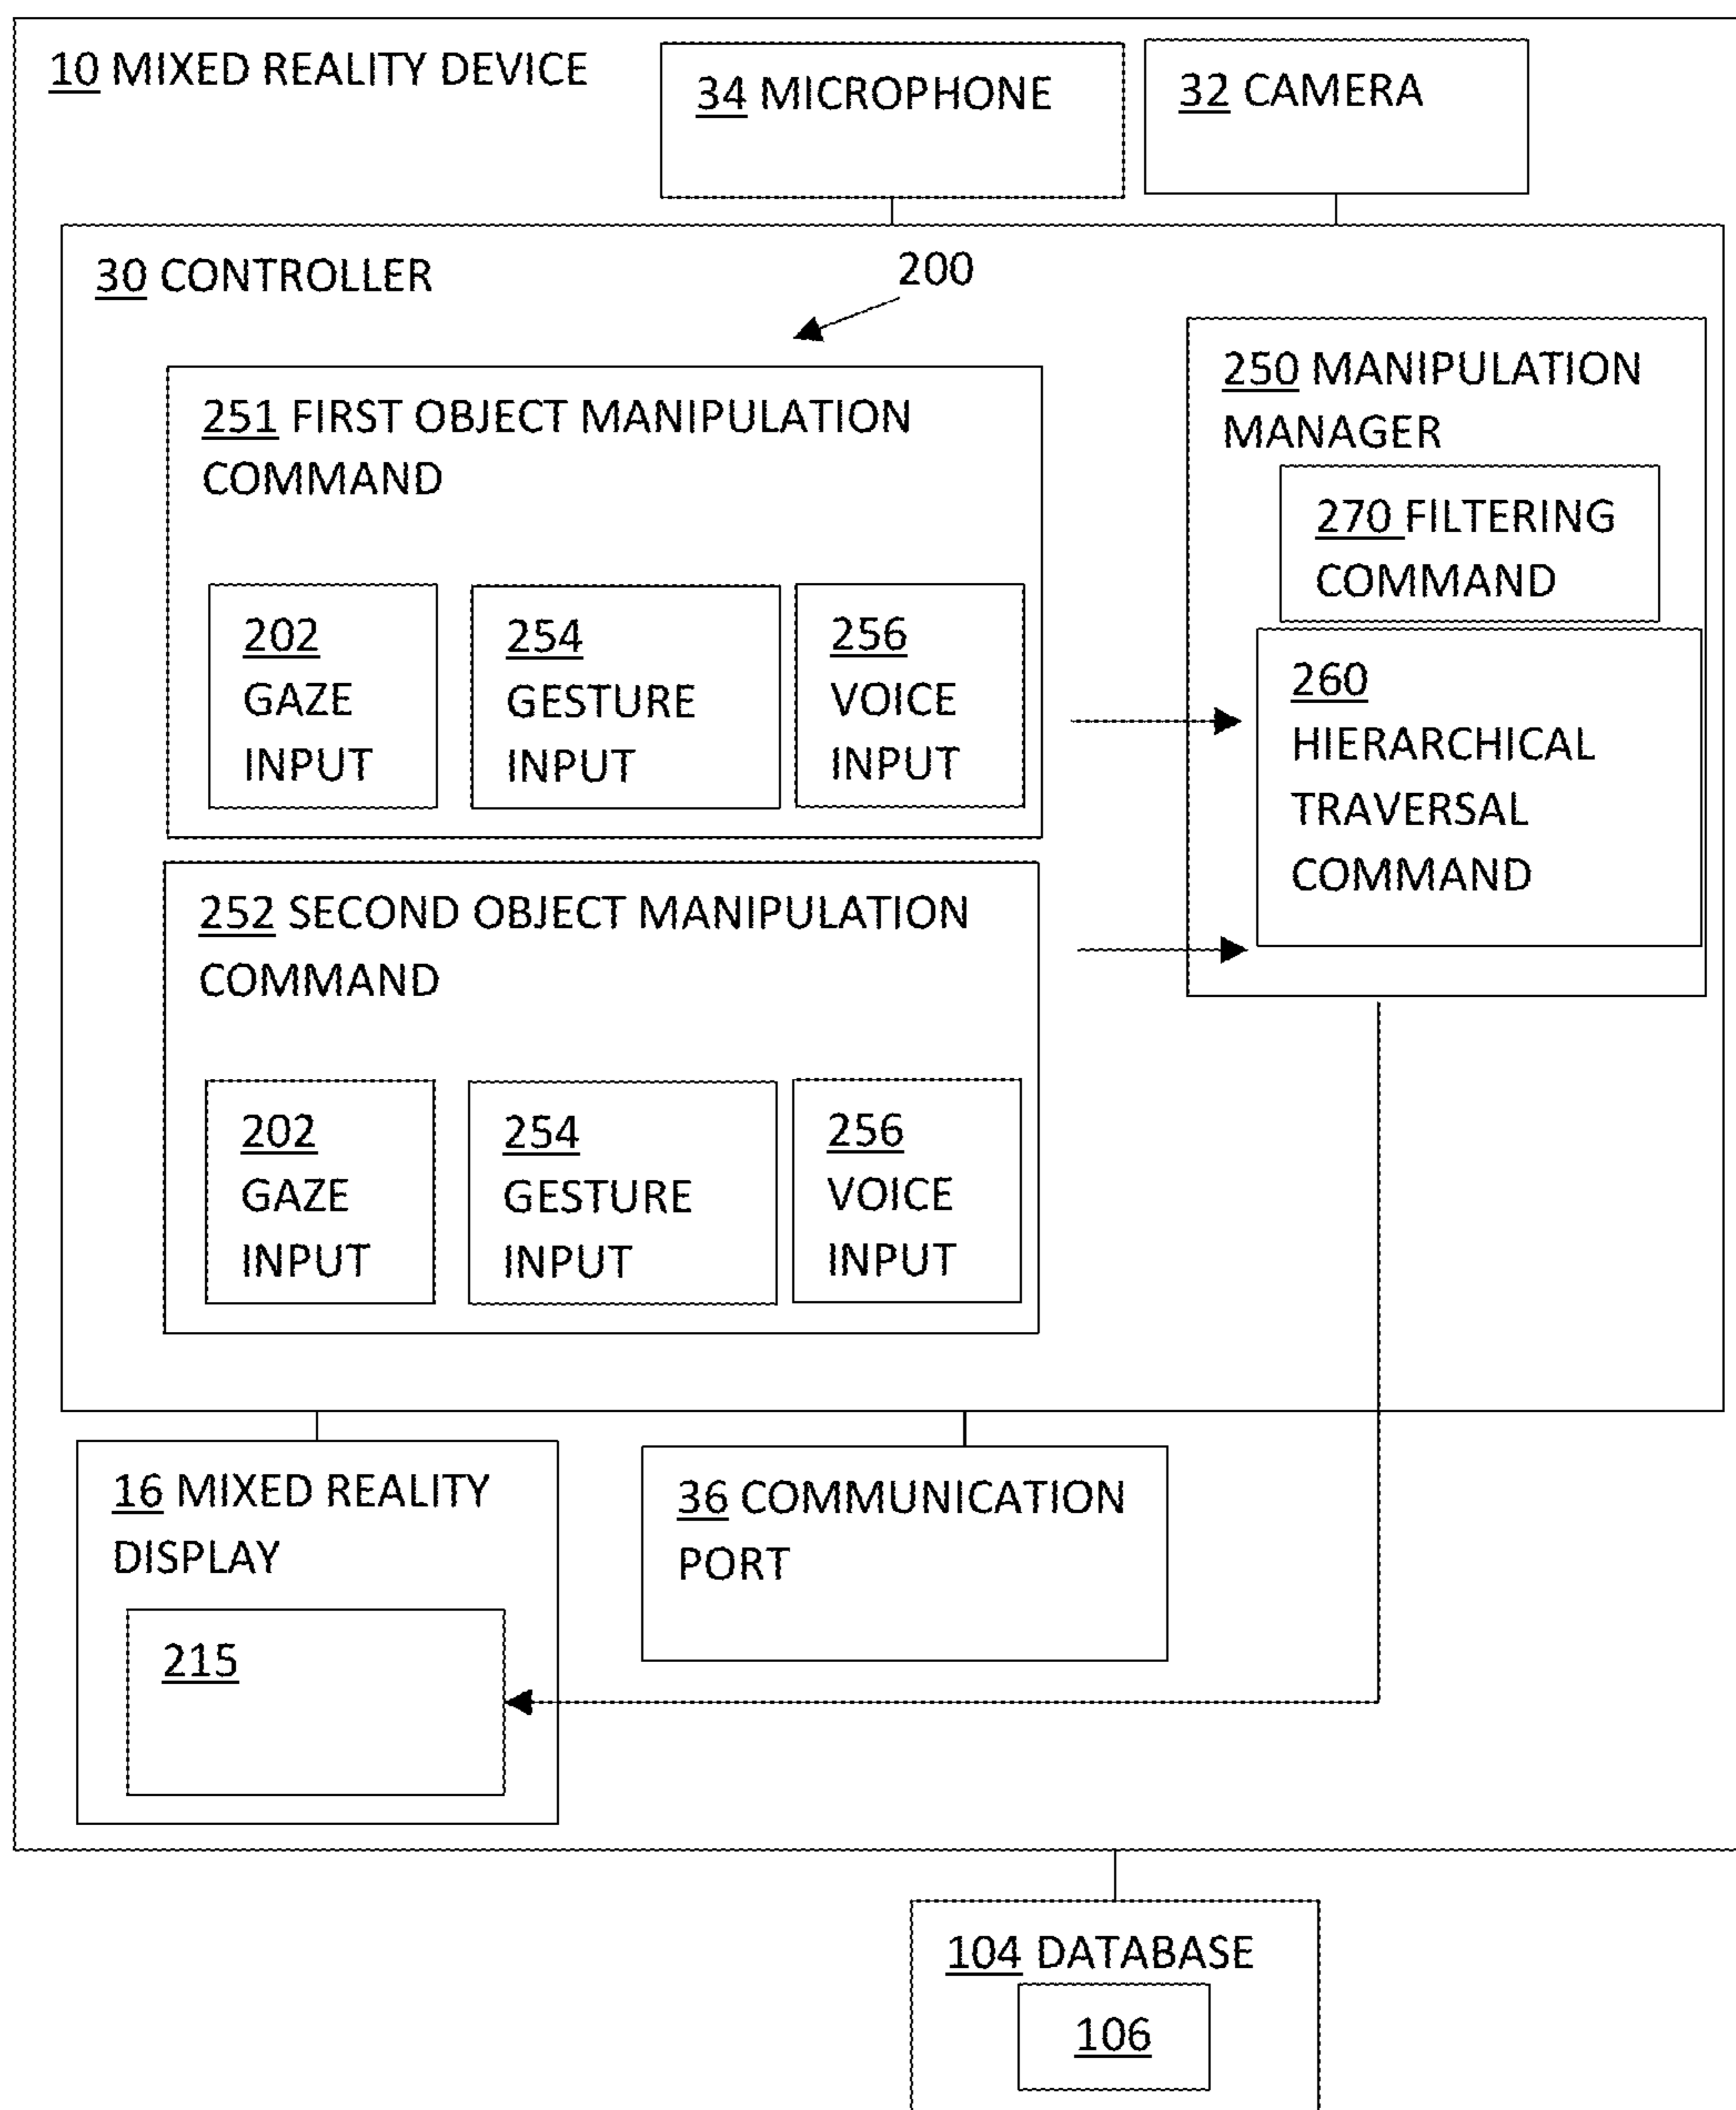 10 MIXED REALITY DEVICE
34 MICROPHONE
32 CAMERA
30 CONTROLLER
200
251 FIRST OBJECT MANIPULATION
COMMAND
202
GAZE
INPUT
254
GESTURE
INPUT
256
VOICE
INPUT
250 MANIPULATION
MANAGER
270 FILTERING
COMMAND
260
HIERARCHICAL
TRAVERSAL
COMMAND
252 SECOND OBJECT MANIPULATION
COMMAND
202
GAZE
INPUT
254
GESTURE
INPUT
256
VOICE
INPUT
16 MIXED REALITY
DISPLAY
215
36 COMMUNICATION
PORT
104 DATABASE
106